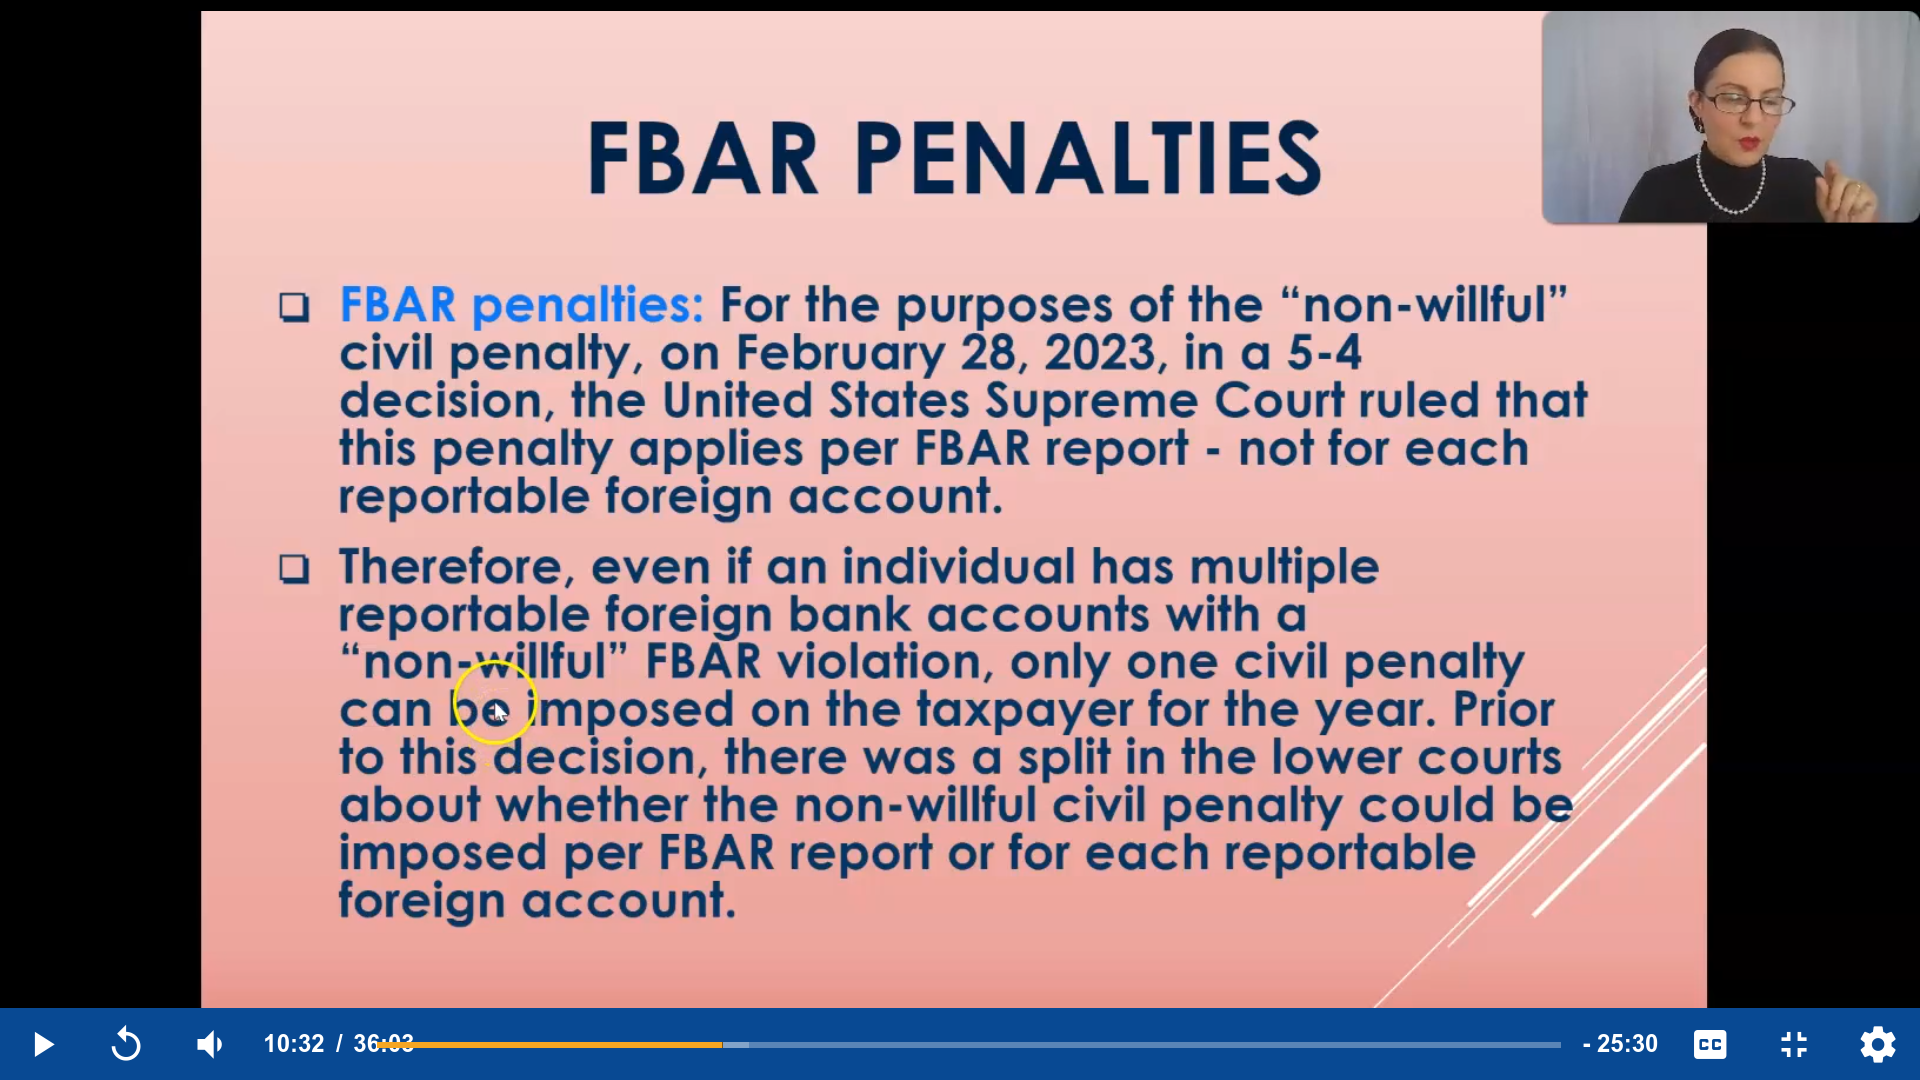 FBAR PENALTIES
❑ FBAR penalties: For the purposes of the “non-willful”
civil penalty, on February 28, 2023, in a 5-4
decision, the United States Supreme Court ruled that
this penalty applies per FBAR report - not for each
reportable foreign account.
❑ Therefore, even if an individual has multiple
reportable foreign bank accounts with a
“non-willful” FBAR violation, only one civil penalty
can be imposed on the taxpayer for the year. Prior
to this decision, there was a split in the lower courts
about whether the non-willful civil penalty could be
imposed per FBAR report or for each reportable
foreign account.
10:32 / 36:03 - 25:30 CC